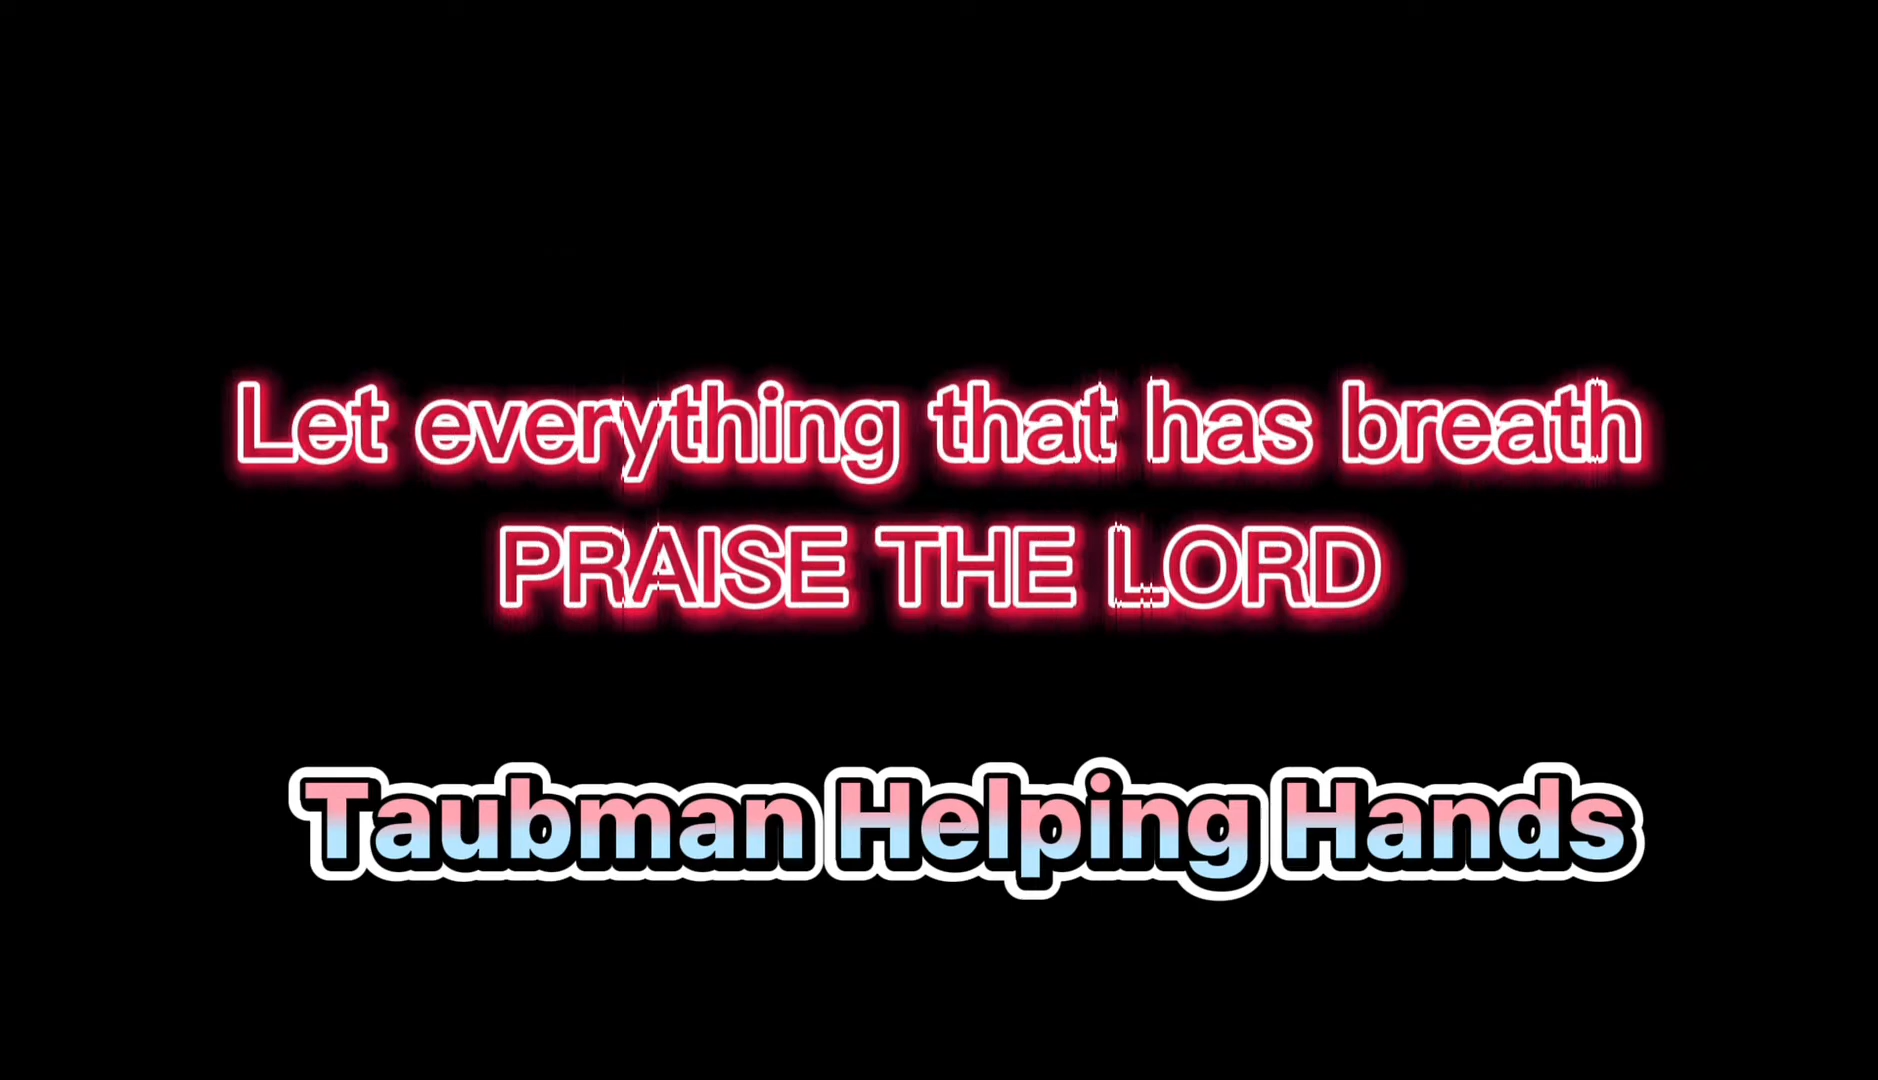 Let everything that has breath
PRAISE THE LORD
Taubman Helping Hands